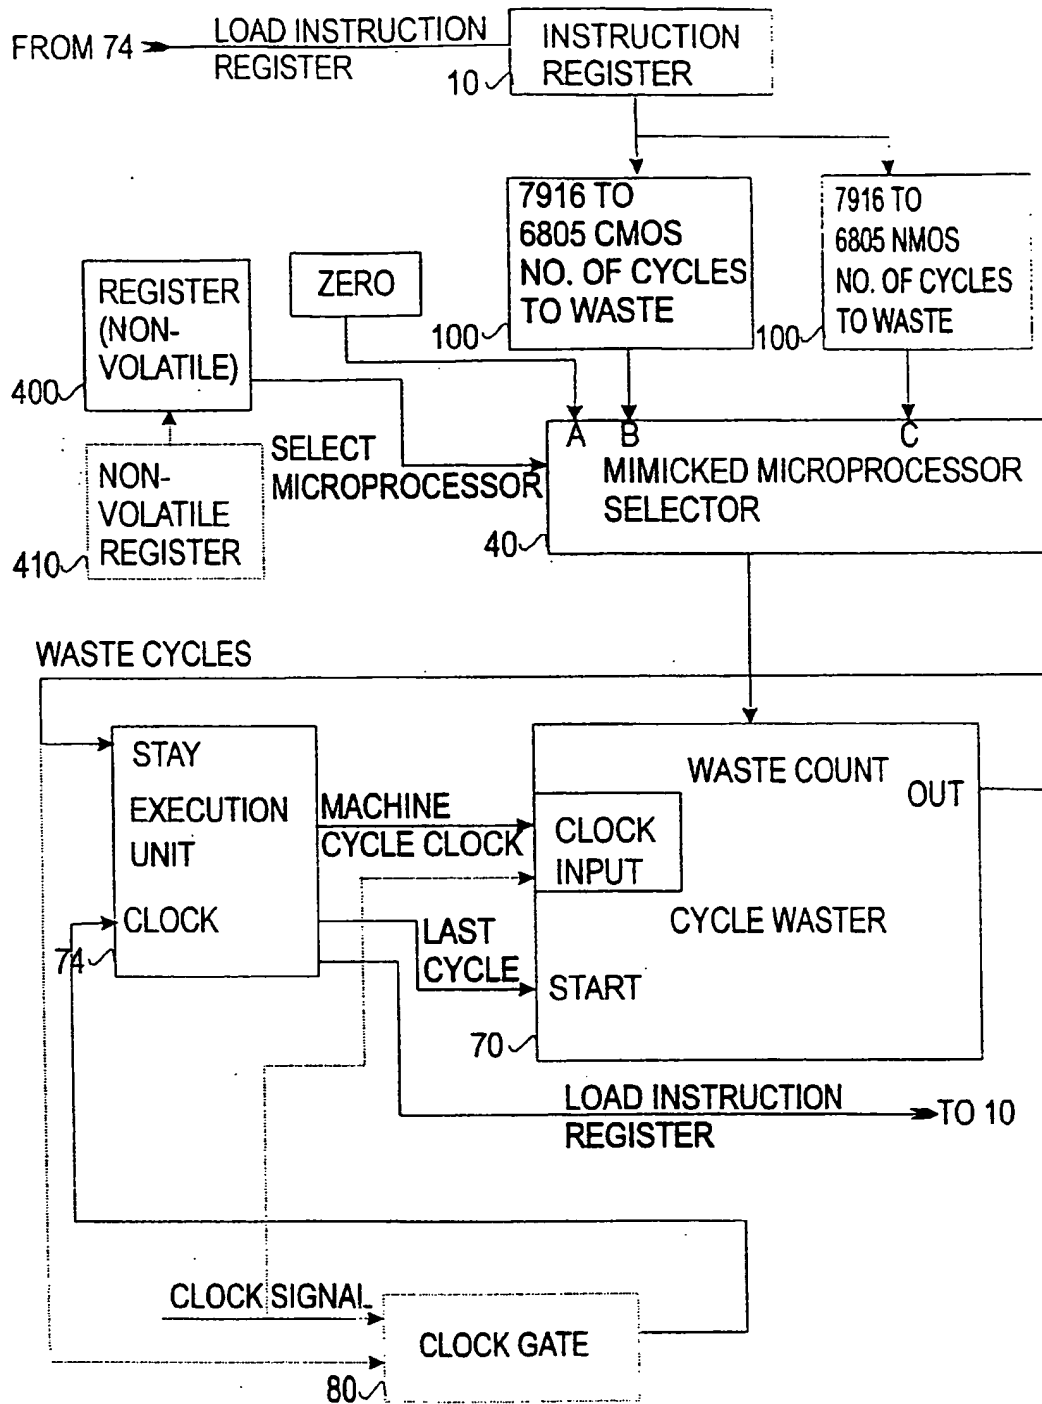 FROM 74
LOAD INSTRUCTION
REGISTER
INSTRUCTION
REGISTER
10
7916 TO
6805 CMOS
NO. OF CYCLES
TO WASTE
100
7916 TO
6805 NMOS
NO. OF CYCLES
TO WASTE
100
ZERO
REGISTER
(NON-
VOLATILE)
400
NON-
VOLATILE
REGISTER
410
SELECT
MICROPROCESSOR
A B C
MIMICKED MICROPROCESSOR
SELECTOR
40
WASTE CYCLES
STAY
EXECUTION
UNIT
CLOCK
74
MACHINE
CYCLE CLOCK
LAST
CYCLE
WASTE COUNT
OUT
CLOCK
INPUT
CYCLE WASTER
START
70
LOAD INSTRUCTION
REGISTER
TO 10
CLOCK SIGNAL
CLOCK GATE
80